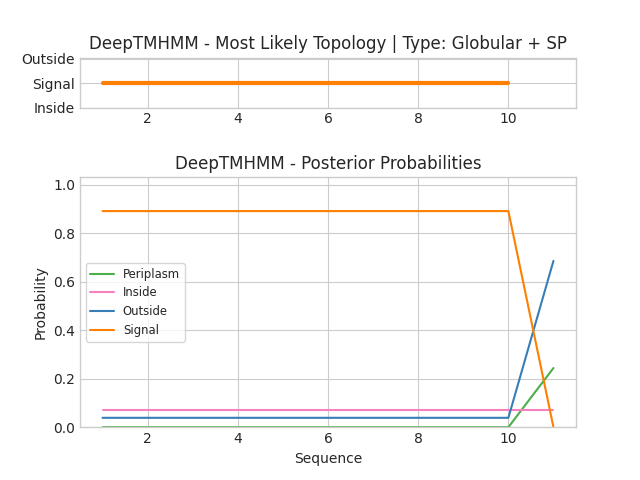 DeepTMHMM - Most Likely Topology | Type: Globular + SP
Outside
Signal
Inside
2 4 6 8 10
DeepTMHMM - Posterior Probabilities
1.0
0.8
0.6
0.4
0.2
0.0
Probability
Periplasm
Inside
Outside
Signal
2 4 6 8 10
Sequence